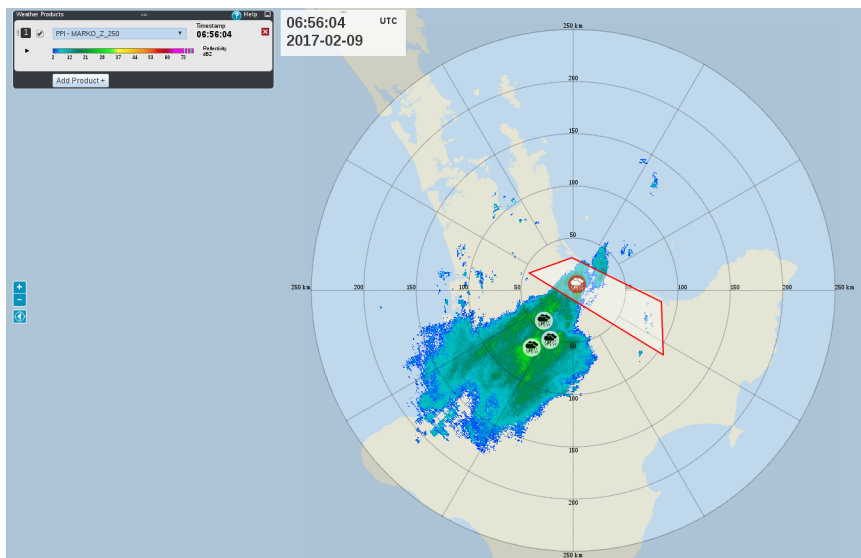 Weather Products
Help
1
PPI - MARKO_Z_250
Timestamp
06:56:04
2 12 21 28 37 44 53 60 72
Reflectivity
dBZ
Add Product +
06:56:04 UTC
2017-02-09
250 km
200
150
100
50
250 km 200 150 100 50 50 100 150 200 250 km
50
100
150
200
250 km
+
−